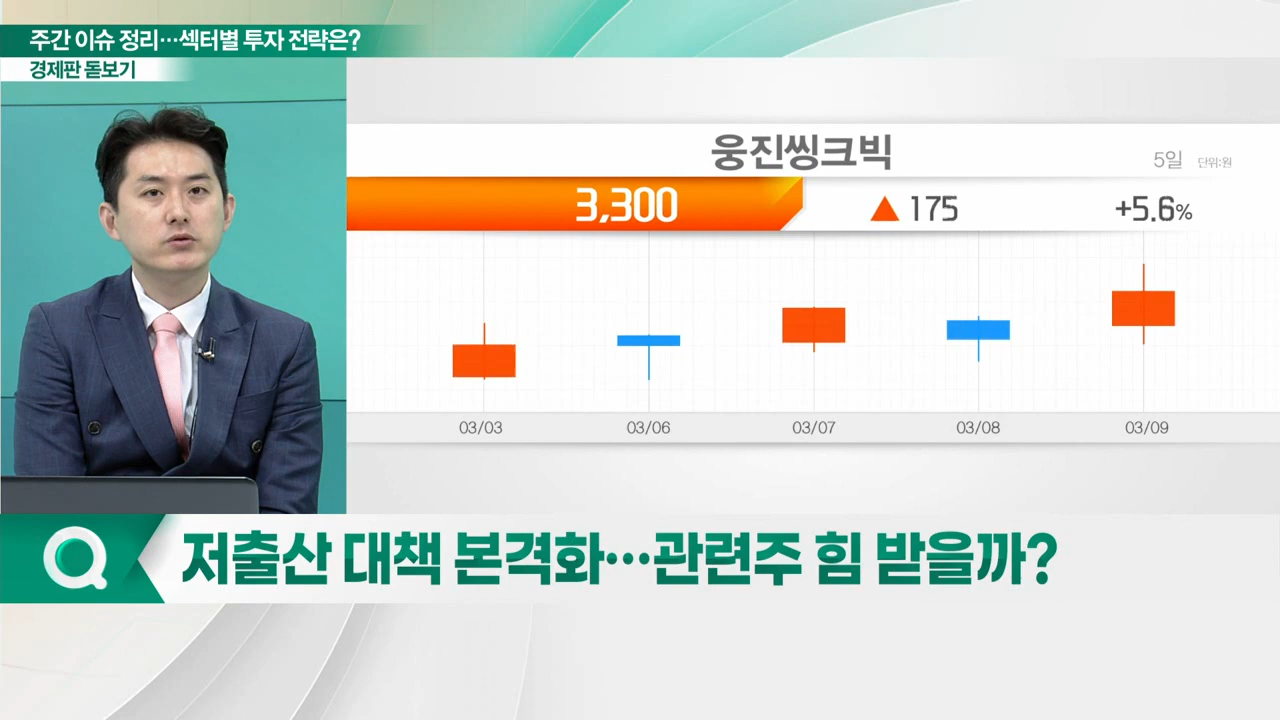 주간 이슈 정리…섹터별 투자 전략은?
경제판 돋보기
웅진씽크빅
5일 단위:원
3,300 ▲ 175 +5.6%
03/03 03/06 03/07 03/08 03/09
저출산 대책 본격화…관련주 힘 받을까?